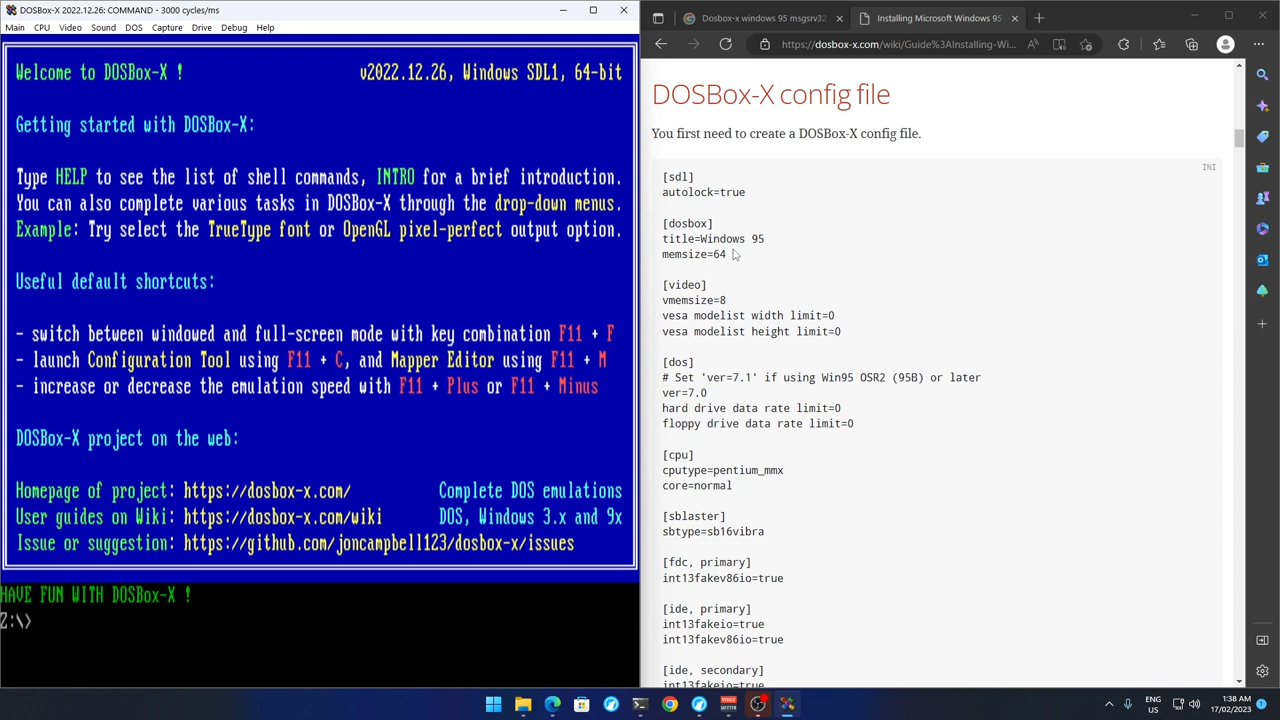 DOSBox-X 2022.12.26: COMMAND - 3000 cycles/ms
Main CPU Video Sound DOS Capture Drive Debug Help
Welcome to DOSBox-X ! v2022.12.26, Windows SDL1, 64-bit
Getting started with DOSBox-X:
Type HELP to see the list of shell commands, INTRO for a brief introduction.
You can also complete various tasks in DOSBox-X through the drop-down menus.
Example: Try select the TrueType font or OpenGL pixel-perfect output option.
Useful default shortcuts:
- switch between windowed and full-screen mode with key combination F11 + F
- launch Configuration Tool using F11 + C, and Mapper Editor using F11 + M
- increase or decrease the emulation speed with F11 + Plus or F11 + Minus
DOSBox-X project on the web:
Homepage of project: https://dosbox-x.com/ Complete DOS emulations
User guides on Wiki: https://dosbox-x.com/wiki DOS, Windows 3.x and 9x
Issue or suggestion: https://github.com/joncampbell123/dosbox-x/issues
HAVE FUN WITH DOSBox-X !
Z:\>
Dosbox-x windows 95 msgsrv32
Installing Microsoft Windows 95
https://dosbox-x.com/wiki/Guide%3AInstalling-Wi...
DOSBox-X config file
You first need to create a DOSBox-X config file.
INI
[sdl]
autolock=true
[dosbox]
title=Windows 95
memsize=64
[video]
vmemsize=8
vesa modelist width limit=0
vesa modelist height limit=0
[dos]
# Set 'ver=7.1' if using Win95 OSR2 (95B) or later
ver=7.0
hard drive data rate limit=0
floppy drive data rate limit=0
[cpu]
cputype=pentium_mmx
core=normal
[sblaster]
sbtype=sb16vibra
[fdc, primary]
int13fakev86io=true
[ide, primary]
int13fakeio=true
int13fakev86io=true
[ide, secondary]
int13fakeio=true
ENG
US
1:38 AM
17/02/2023